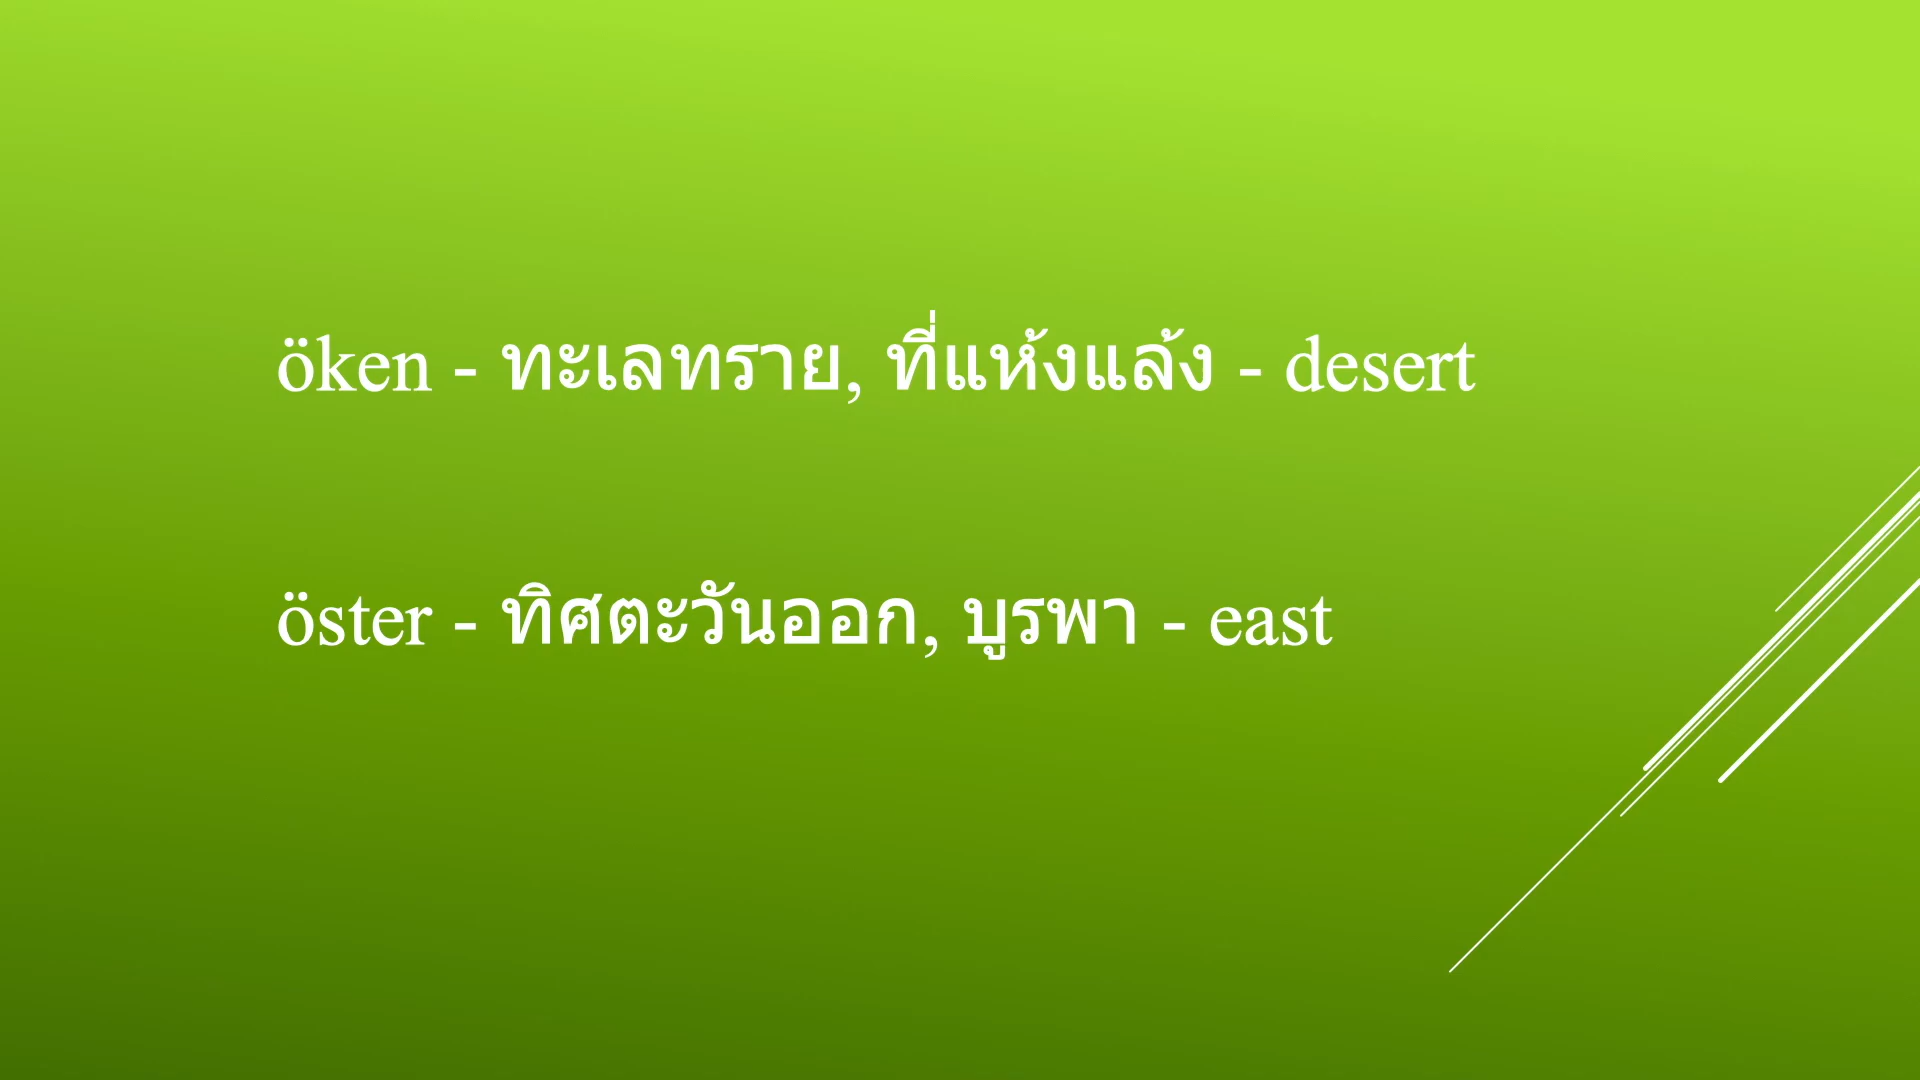 öken - ทะเลทราย, ที่แห้งแล้ง - desert
öster - ทิศตะวันออก, บูรพา - east